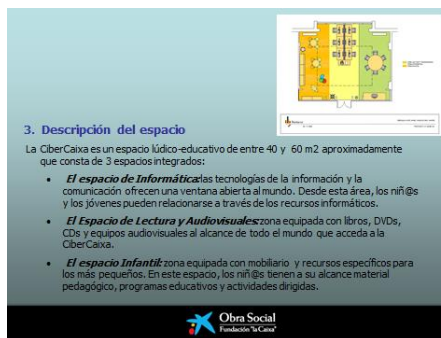 3. Descripción del espacio
La CiberCaixa es un espacio lúdico-educativo de entre 40 y 60 m2 aproximadamente
que consta de 3 espacios integrados:
• El espacio de Informática:las tecnologías de la información y la
comunicación ofrecen una ventana abierta al mundo. Desde esta área, los niñ@s
y los jóvenes pueden relacionarse a través de los recursos informáticos.
• El Espacio de Lectura y Audiovisuales:zona equipada con libros, DVDs,
CDs y equipos audiovisuales al alcance de todo el mundo que acceda a la
CiberCaixa.
• El espacio Infantil: zona equipada con mobiliario y recursos específicos para
los más pequeños. En este espacio, los niñ@s tienen a su alcance material
pedagógico, programas educativos y actividades dirigidas.
Obra Social
Fundación "la Caixa"